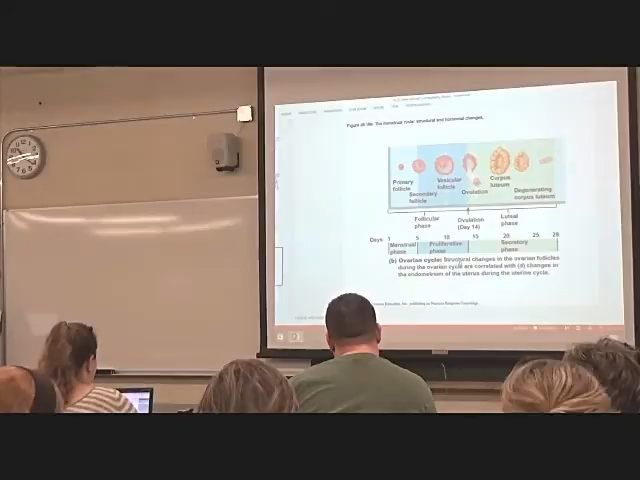 The menstrual cycle: structural and hormonal changes.
Primary
follicle
Secondary
follicle
Vesicular
follicle
Ovulation
Corpus
luteum
Degenerating
corpus luteum
Follicular
phase
Ovulation
(Day 14)
Luteal
phase
Days 1 5 10 15 20 25 28
Menstrual
phase
Proliferative
phase
Secretory
phase
(b) Ovarian cycle: Structural changes in the ovarian follicles
during the ovarian cycle are correlated with (d) changes in
the endometrium of the uterus during the uterine cycle.